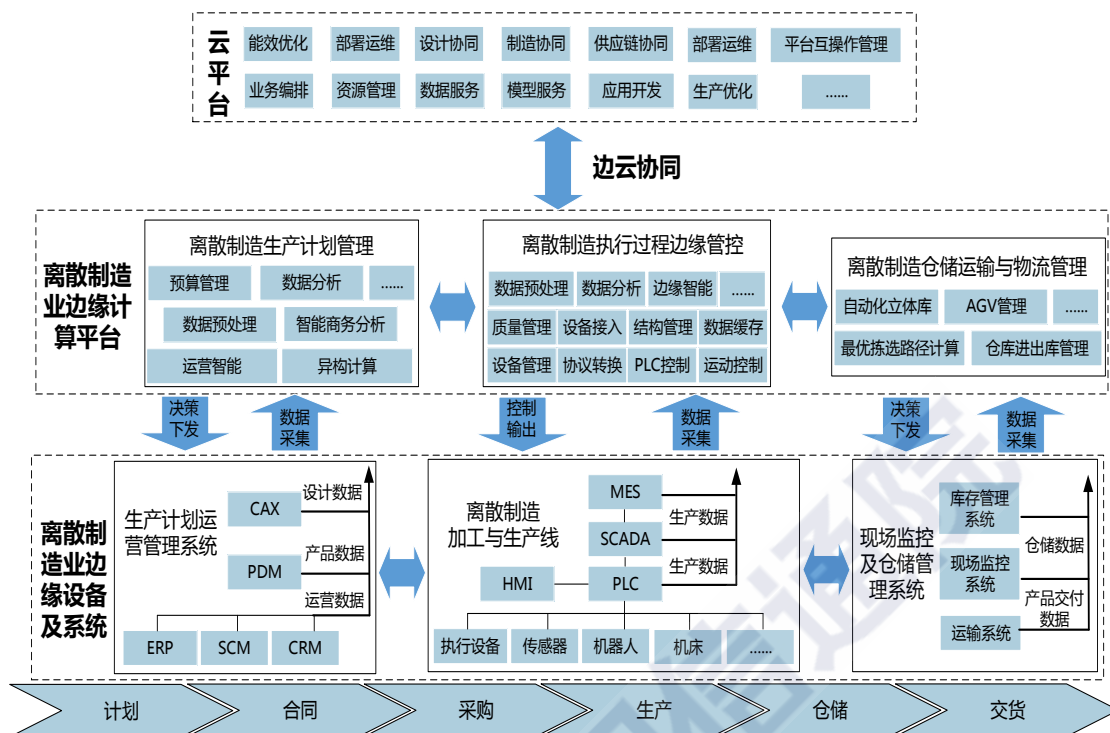 云平台
能效优化 部署运维 设计协同 制造协同 供应链协同 部署运维 平台互操作管理
业务编排 资源管理 数据服务 模型服务 应用开发 生产优化 ......
边云协同
离散制造
业边缘计
算平台
离散制造生产计划管理
预算管理 数据分析 ......
数据预处理 智能商务分析
运营智能 异构计算
离散制造执行过程边缘管控
数据预处理 数据分析 边缘智能 ......
质量管理 设备接入 结构管理 数据缓存
设备管理 协议转换 PLC控制 运动控制
离散制造仓储运输与物流管理
自动化立体库 AGV管理 ......
最优拣选路径计算 仓库进出库管理
决策
下发
数据
采集
控制
输出
数据
采集
决策
下发
数据
采集
离散制
造业边
缘设备
及系统
生产计划运
营管理系统
CAX
设计数据
PDM
产品数据
运营数据
ERP SCM CRM
离散制造
加工与生产线
MES
生产数据
SCADA
生产数据
HMI PLC
执行设备 传感器 机器人 机床 ......
现场监控
及仓储管
理系统
库存管理
系统
仓储数据
现场监控
系统
产品交付
数据
运输系统
计划 合同 采购 生产 仓储 交货
信通院